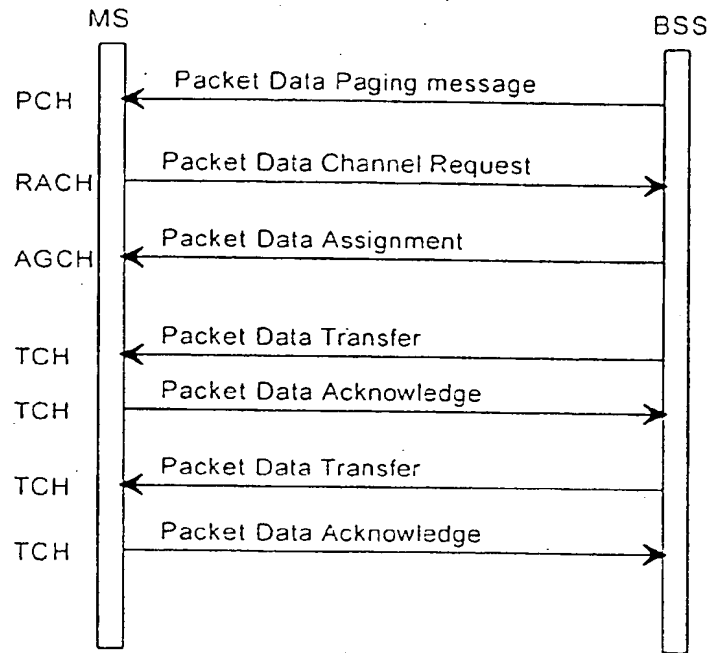 MS
BSS
Packet Data Paging message
PCH
Packet Data Channel Request
RACH
Packet Data Assignment
AGCH
Packet Data Transfer
TCH
Packet Data Acknowledge
TCH
Packet Data Transfer
TCH
Packet Data Acknowledge
TCH